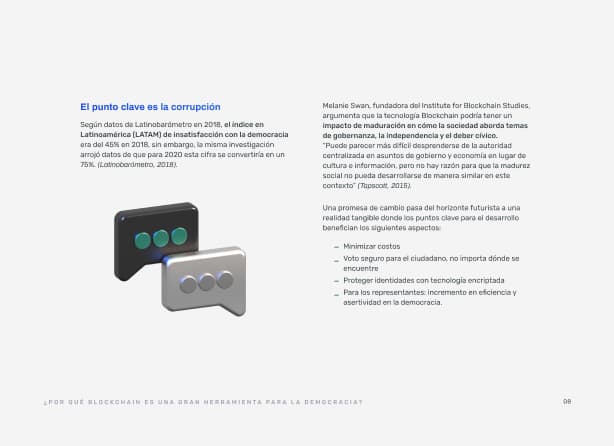 El punto clave es la corrupción
Según datos de Latinobarómetro en 2018, el índice en
Latinoamérica (LATAM) de insatisfacción con la democracia
era del 45% en 2018, sin embargo, la misma investigación
arrojó datos de que para 2020 esta cifra se convertiría en un
75%. (Latinobarómetro, 2018).
Melanie Swan, fundadora del Institute for Blockchain Studies,
argumenta que la tecnología Blockchain podría tener un
impacto de maduración en cómo la sociedad aborda temas
de gobernanza, la independencia y el deber cívico.
"Puede parecer más difícil desprenderse de la autoridad
centralizada en asuntos de gobierno y economía en lugar de
cultura e información, pero no hay razón para que la madurez
social no pueda desarrollarse de manera similar en este
contexto" (Tapscott, 2015).
Una promesa de cambio pasa del horizonte futurista a una
realidad tangible donde los puntos clave para el desarrollo
benefician los siguientes aspectos:
– Minimizar costos
– Voto seguro para el ciudadano, no importa dónde se
encuentre
– Proteger identidades con tecnología encriptada
– Para los representantes: incremento en eficiencia y
asertividad en la democracia.
¿POR QUÉ BLOCKCHAIN ES UNA GRAN HERRAMIENTA PARA LA DEMOCRACIA?
08